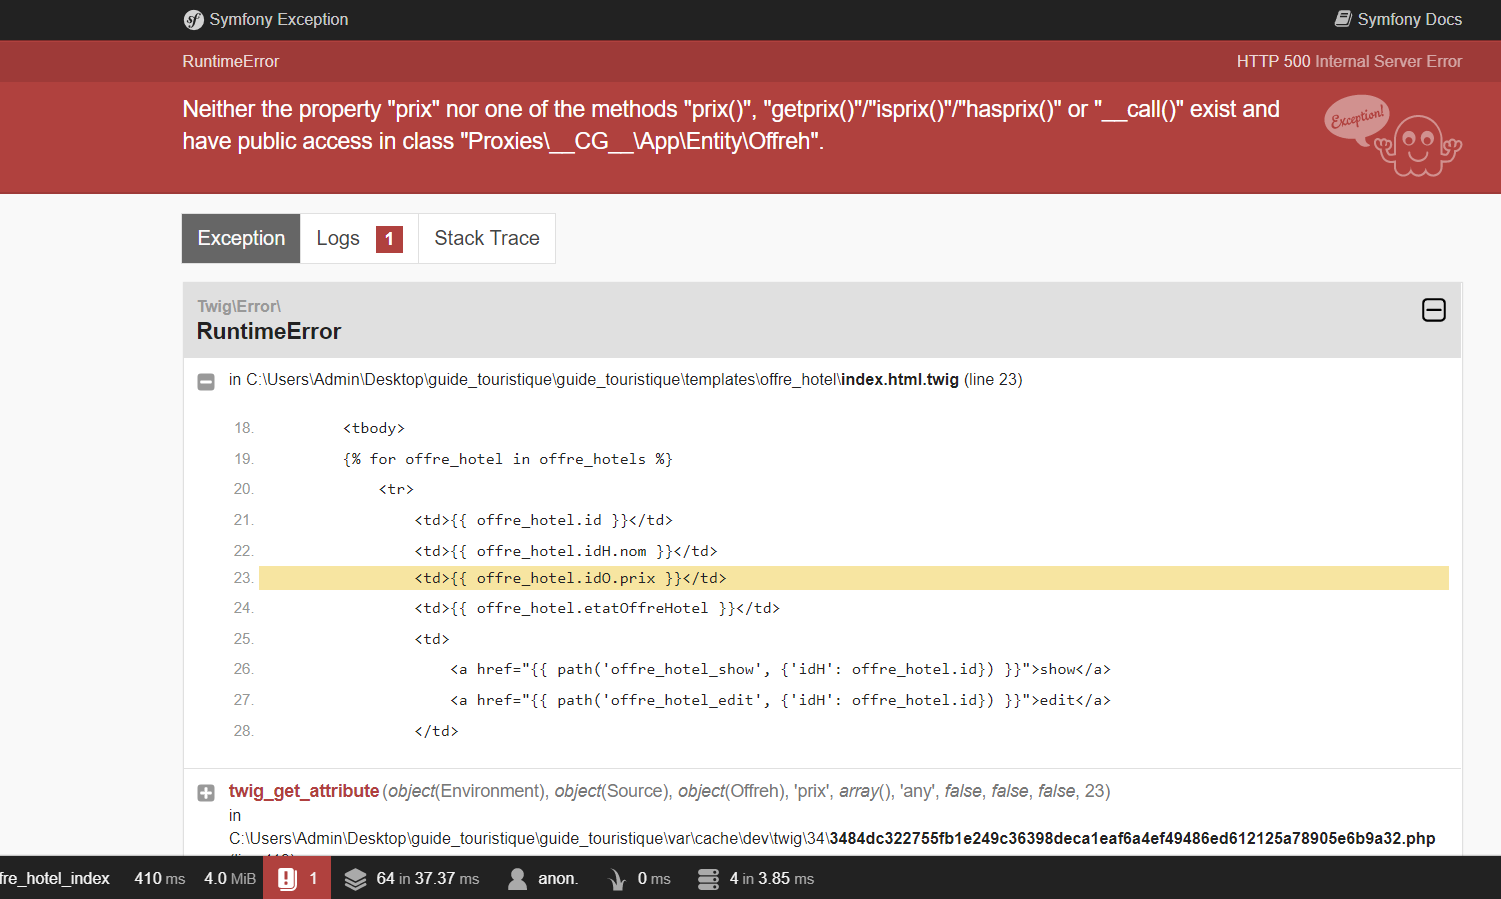 Symfony Exception
Symfony Docs
RuntimeError
HTTP 500 Internal Server Error
Neither the property "prix" nor one of the methods "prix()", "getprix()"/"isprix()"/"hasprix()" or "__call()" exist and
have public access in class "Proxies\__CG__\App\Entity\Offreh".
Exception!
Exception
Logs 1
Stack Trace
Twig\Error\
RuntimeError
in C:\Users\Admin\Desktop\guide_touristique\guide_touristique\templates\offre_hotel\index.html.twig (line 23)
18. <tbody>
19. {% for offre_hotel in offre_hotels %}
20. <tr>
21. <td>{{ offre_hotel.id }}</td>
22. <td>{{ offre_hotel.idH.nom }}</td>
23. <td>{{ offre_hotel.idO.prix }}</td>
24. <td>{{ offre_hotel.etatOffreHotel }}</td>
25. <td>
26. <a href="{{ path('offre_hotel_show', {'idH': offre_hotel.id}) }}">show</a>
27. <a href="{{ path('offre_hotel_edit', {'idH': offre_hotel.id}) }}">edit</a>
28. </td>
twig_get_attribute(object(Environment), object(Source), object(Offreh), 'prix', array(), 'any', false, false, false, 23)
in
C:\Users\Admin\Desktop\guide_touristique\guide_touristique\var\cache\dev\twig\34\3484dc322755fb1e249c36398deca1eaf6a4ef49486ed612125a78905e6b9a32.php
fre_hotel_index 410 ms 4.0 MiB 1 64 in 37.37 ms anon. 0 ms 4 in 3.85 ms